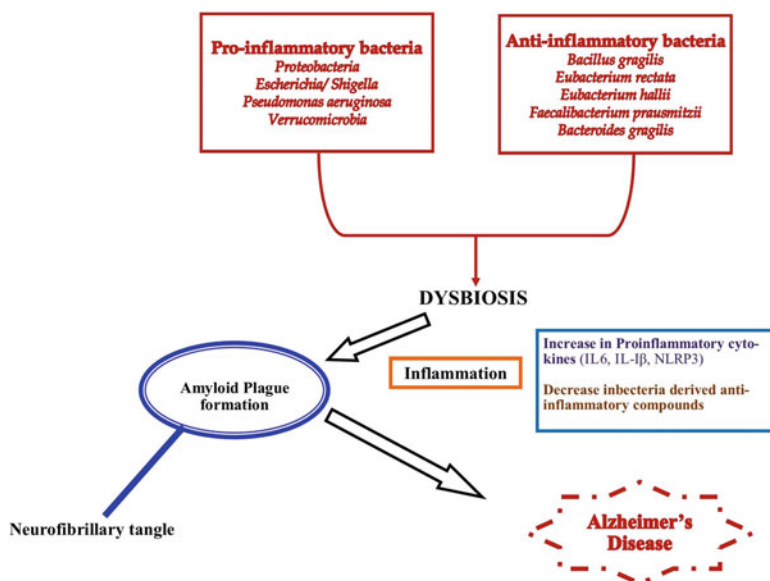 Pro-inflammatory bacteria
Proteobacteria
Escherichia/ Shigella
Pseudomonas aeruginosa
Verrucomicrobia
Anti-inflammatory bacteria
Bacillus gragilis
Eubacterium rectata
Eubacterium hallii
Faecalibacterium prausmitzii
Bacteroides gragilis
DYSBIOSIS
Inflammation
Increase in Proinflammatory cyto-
kines (IL6, IL-Iβ, NLRP3)
Decrease inbecteria derived anti-
inflammatory compounds
Amyloid Plague
formation
Neurofibrillary tangle
Alzheimer's
Disease